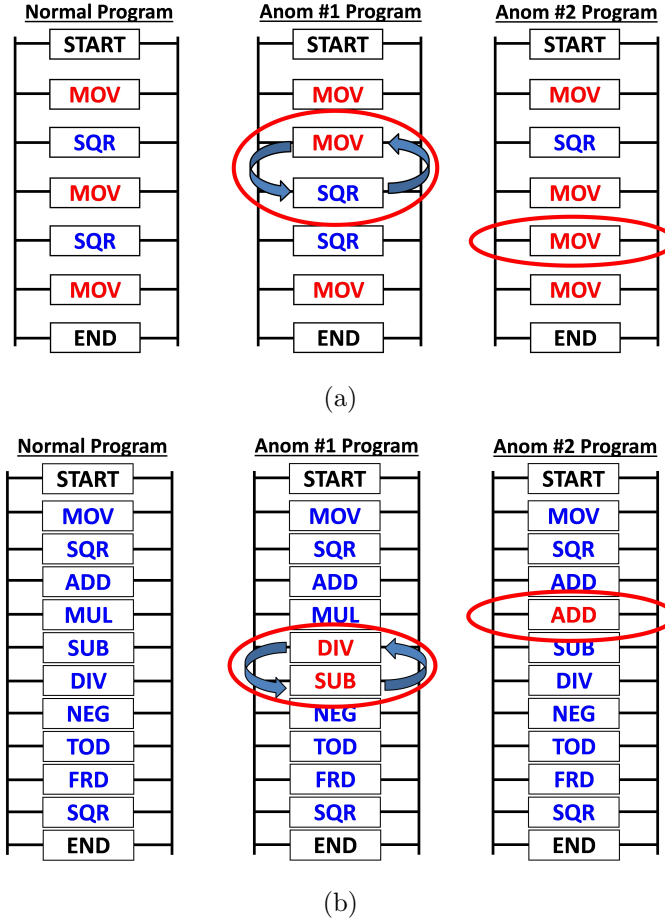 Normal Program Anom #1 Program Anom #2 Program
START START START
MOV MOV MOV
SQR MOV SQR
MOV SQR MOV
SQR SQR MOV
MOV MOV MOV
END END END
(a)
Normal Program Anom #1 Program Anom #2 Program
START START START
MOV MOV MOV
SQR SQR SQR
ADD ADD ADD
MUL MUL ADD
SUB DIV SUB
DIV SUB DIV
NEG NEG NEG
TOD TOD TOD
FRD FRD FRD
SQR SQR SQR
END END END
(b)